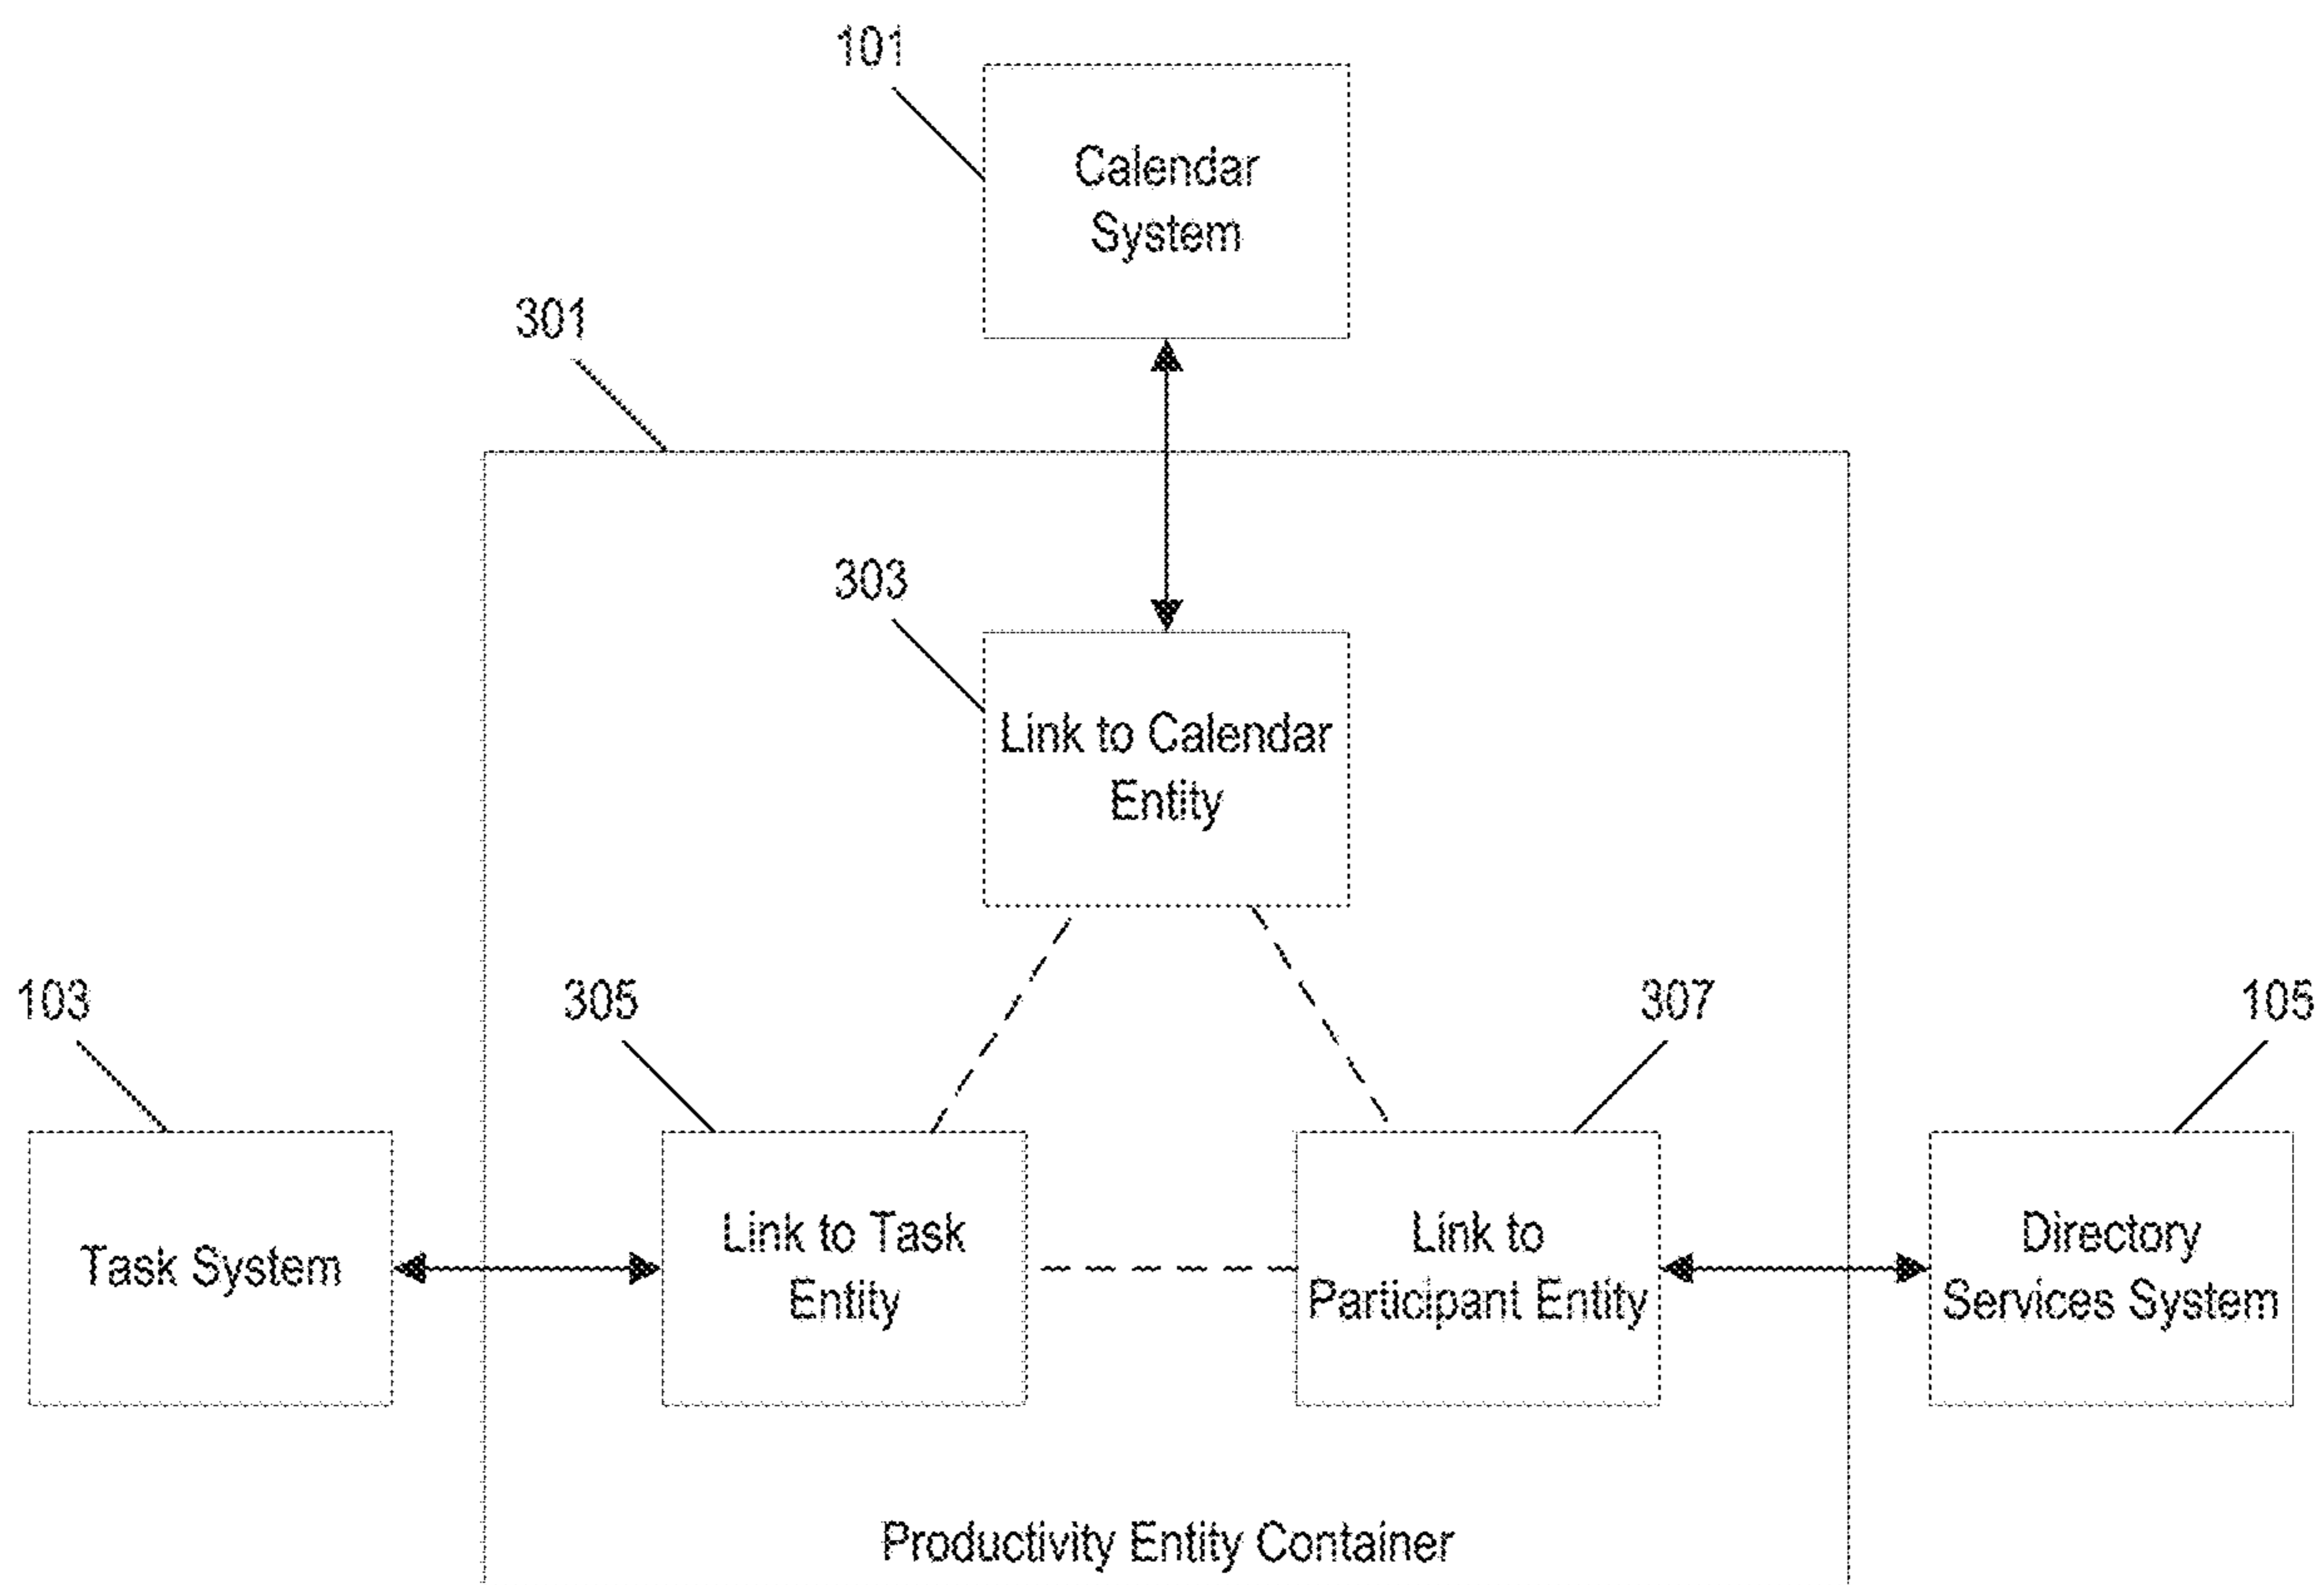 101
Calendar
System
301
303
Link to Calendar
Entity
103
305
307
105
Task System
Link to Task
Entity
Link to
Participant Entity
Directory
Services System
Productivity Entity Container